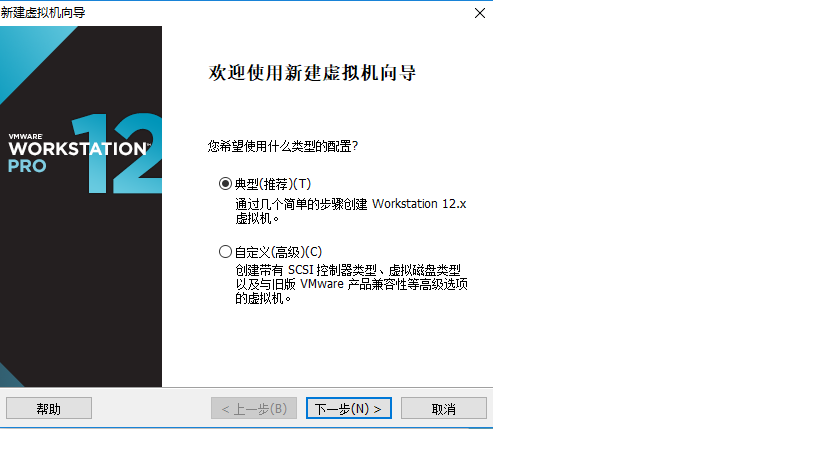 新建虚拟机向导
欢迎使用新建虚拟机向导
VMWARE
WORKSTATION™
PRO
12
您希望使用什么类型的配置?
典型(推荐)(T)
通过几个简单的步骤创建 Workstation 12.x
虚拟机。
自定义(高级)(C)
创建带有 SCSI 控制器类型、虚拟磁盘类型
以及与旧版 VMware 产品兼容性等高级选项
的虚拟机。
帮助
< 上一步(B)
下一步(N) >
取消